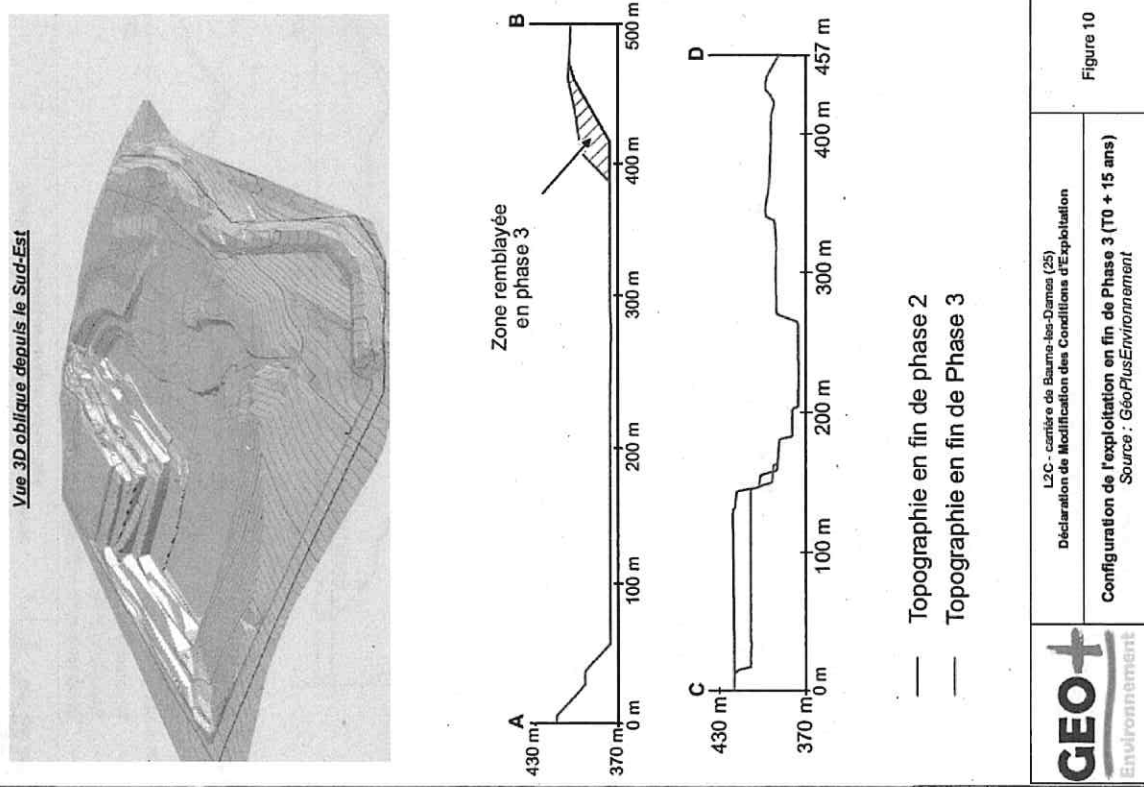 Vue 3D oblique depuis le Sud-Est
A
B
430 m
370 m
0 m
100 m
200 m
300 m
400 m
500 m
Zone remblayée
en phase 3
C
D
430 m
370 m
0 m
100 m
200 m
300 m
400 m
457 m
Topographie en fin de phase 2
Topographie en fin de Phase 3
GEO+
Environnement
L2C - carrière de Baume-les-Dames (25)
Déclaration de Modification des Conditions d'Exploitation
Configuration de l'exploitation en fin de Phase 3 (T0 + 15 ans)
Source : GéoPlusEnvironnement
Figure 10